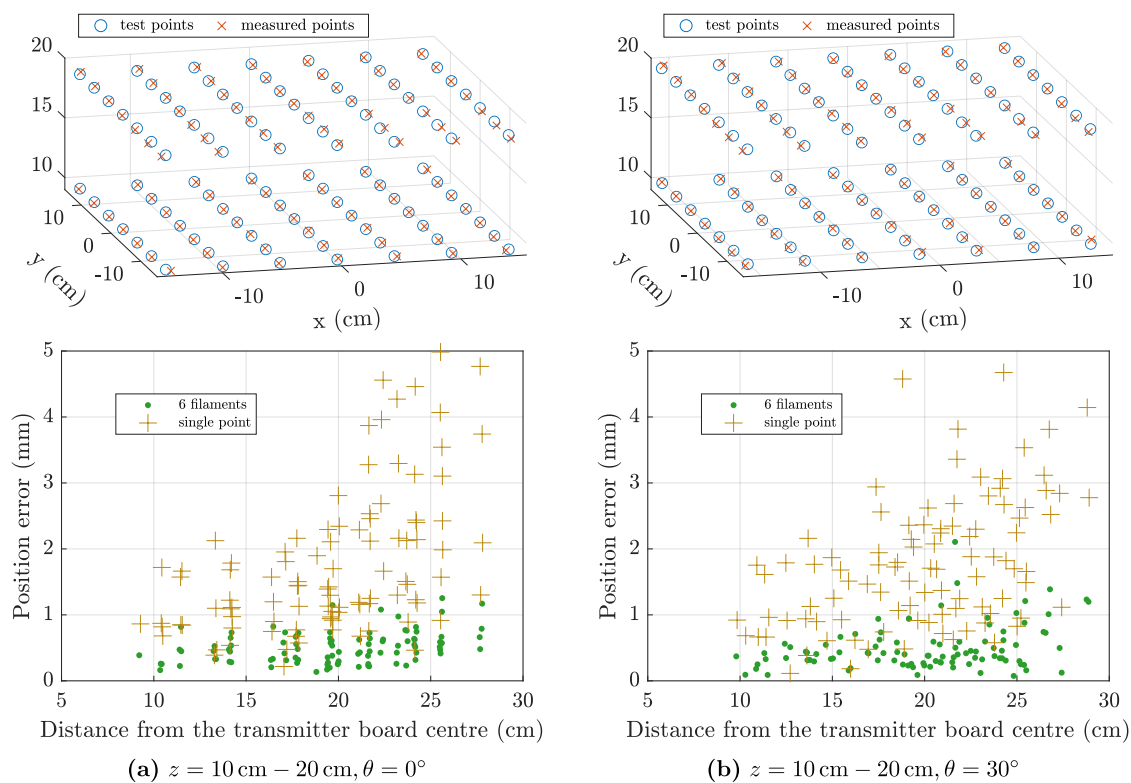 test points measured points
20
15
10
10
0
-10
y (cm)
-10
0
10
x (cm)
test points measured points
20
15
10
10
0
-10
y (cm)
-10
0
10
x (cm)
5
4
3
2
1
0
Position error (mm)
6 filaments
single point
5 10 15 20 25 30
Distance from the transmitter board centre (cm)
(a) z = 10 cm − 20 cm, θ = 0°
5
4
3
2
1
0
Position error (mm)
6 filaments
single point
5 10 15 20 25 30
Distance from the transmitter board centre (cm)
(b) z = 10 cm − 20 cm, θ = 30°